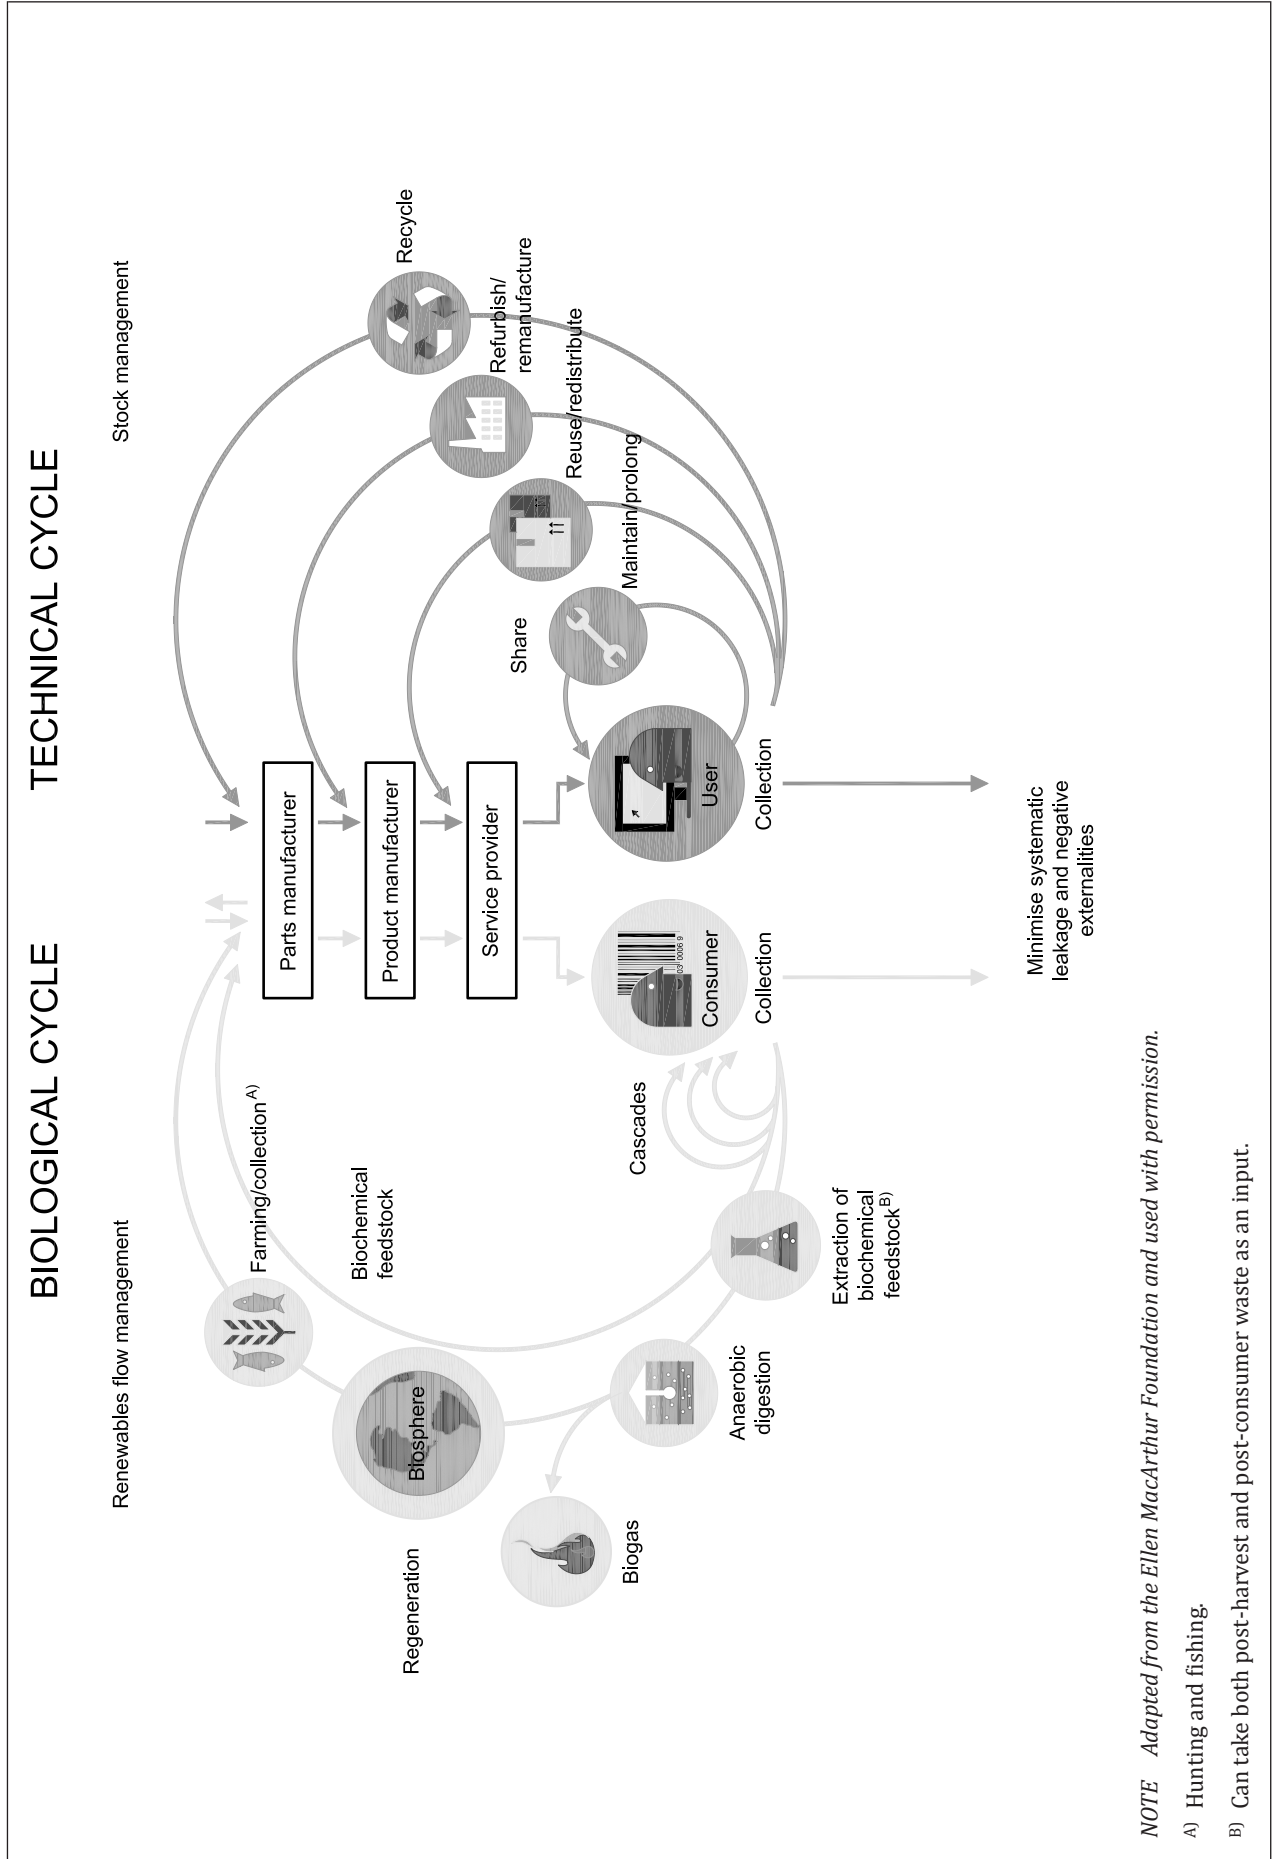 BIOLOGICAL CYCLE
TECHNICAL CYCLE
Renewables flow management
Stock management
Farming/collection A)
Parts manufacturer
Recycle
Biochemical
feedstock
Product manufacturer
Regeneration
Biosphere
Refurbish/
remanufacture
Service provider
Share
Reuse/redistribute
Biogas
Cascades
Maintain/prolong
03 0006 9
Consumer
User
Anaerobic
digestion
Collection
Collection
Extraction of
biochemical
feedstock B)
Minimise systematic
leakage and negative
externalities
NOTE Adapted from the Ellen MacArthur Foundation and used with permission.
A) Hunting and fishing.
B) Can take both post-harvest and post-consumer waste as an input.